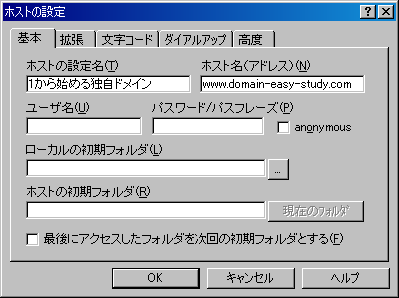 ホストの設定
基本 拡張 文字コード ダイアルアップ 高度
ホストの設定名(T) ホスト名(アドレス)(N)
1から始める独自ドメイン www.domain-easy-study.com
ユーザ名(U) パスワード/パスフレーズ(P)
anonymous
ローカルの初期フォルダ(L)
...
ホストの初期フォルダ(R)
現在のフォルダ
最後にアクセスしたフォルダを次回の初期フォルダとする(F)
OK キャンセル ヘルプ